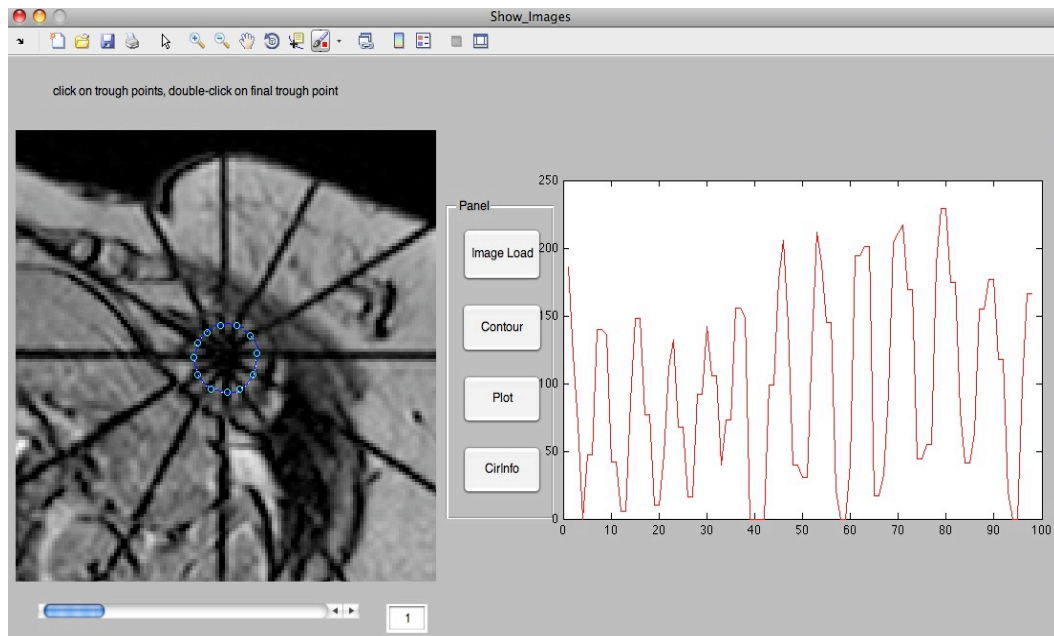 Show_Images
click on trough points, double-click on final trough point
Panel
Image Load
Contour
Plot
CirInfo
250
200
150
100
50
0
0 10 20 30 40 50 60 70 80 90 100
1